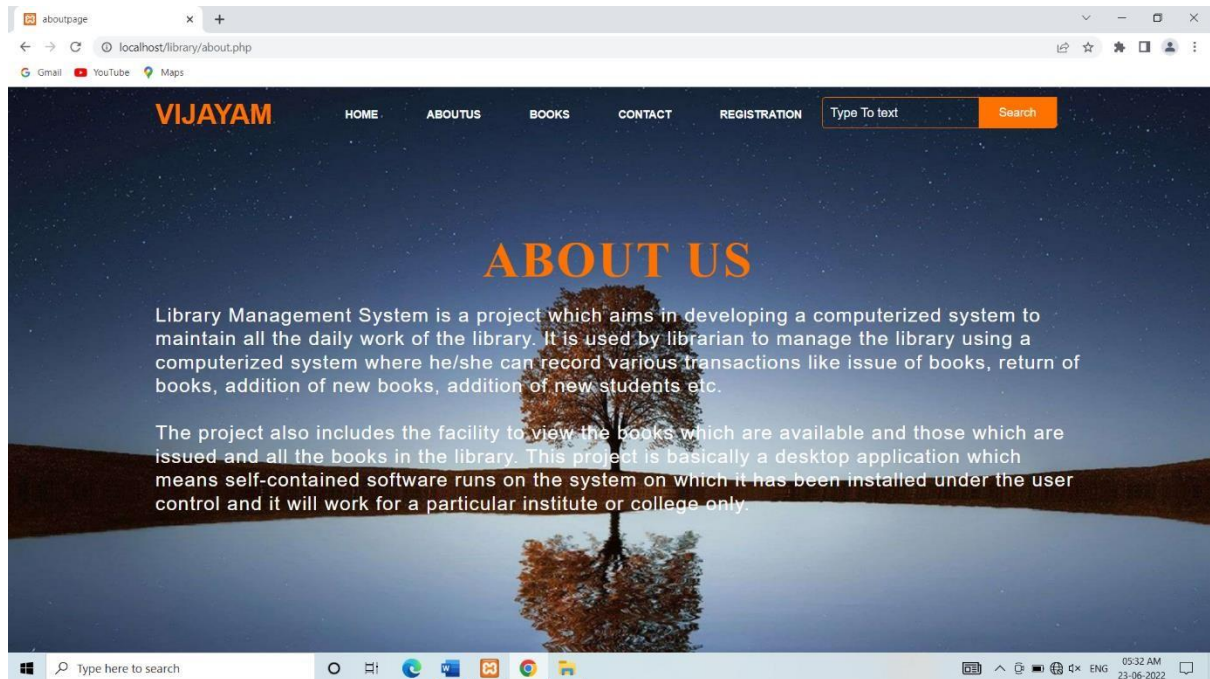 aboutpage
localhost/library/about.php
Gmail YouTube Maps
VIJAYAM HOME ABOUTUS BOOKS CONTACT REGISTRATION Type To text Search
ABOUT US
Library Management System is a project which aims in developing a computerized system to
maintain all the daily work of the library. It is used by librarian to manage the library using a
computerized system where he/she can record various transactions like issue of books, return of
books, addition of new books, addition of new students etc.
The project also includes the facility to view the books which are available and those which are
issued and all the books in the library. This project is basically a desktop application which
means self-contained software runs on the system on which it has been installed under the user
control and it will work for a particular institute or college only.
Type here to search ENG 05:32 AM
23-06-2022